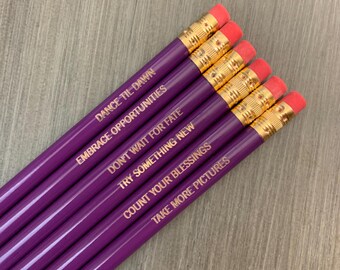 DANCE 'TIL DAWN
EMBRACE OPPORTUNITIES
DON'T WAIT FOR FATE
TRY SOMETHING NEW
COUNT YOUR BLESSINGS
TAKE MORE PICTURES